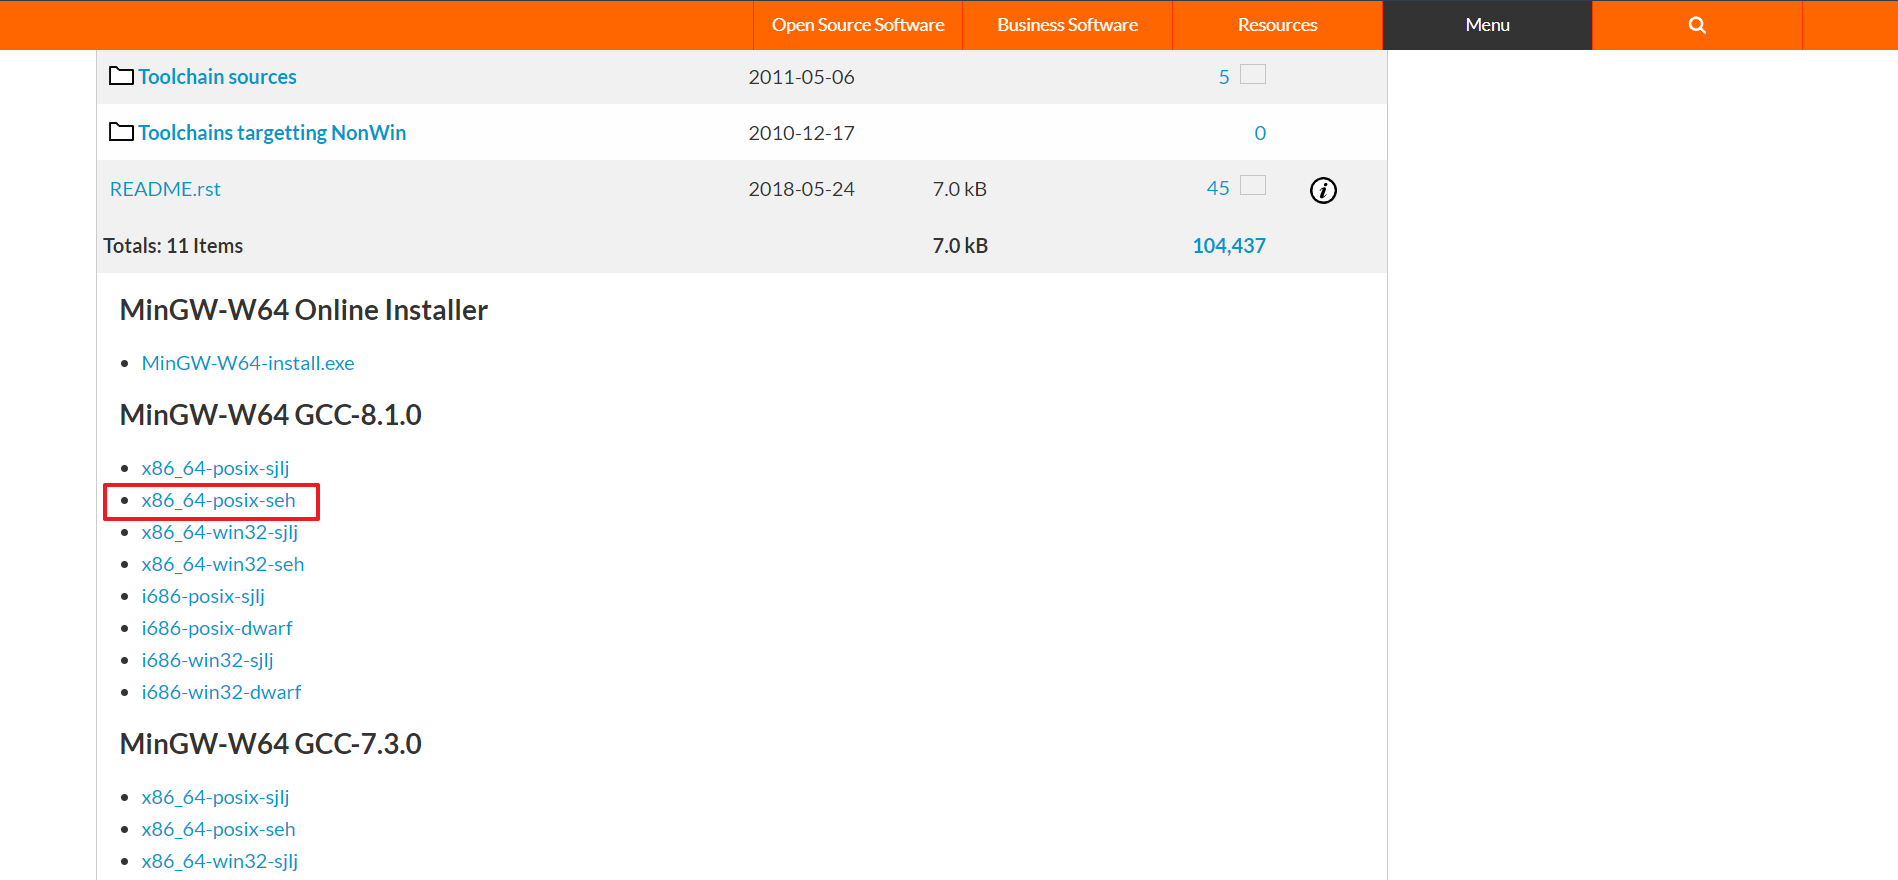 Open Source Software Business Software Resources Menu
Toolchain sources 2011-05-06 5
Toolchains targetting NonWin 2010-12-17 0
README.rst 2018-05-24 7.0 kB 45 i
Totals: 11 Items 7.0 kB 104,437
MinGW-W64 Online Installer
• MinGW-W64-install.exe
MinGW-W64 GCC-8.1.0
• x86_64-posix-sjlj
• x86_64-posix-seh
• x86_64-win32-sjlj
• x86_64-win32-seh
• i686-posix-sjlj
• i686-posix-dwarf
• i686-win32-sjlj
• i686-win32-dwarf
MinGW-W64 GCC-7.3.0
• x86_64-posix-sjlj
• x86_64-posix-seh
• x86_64-win32-sjlj